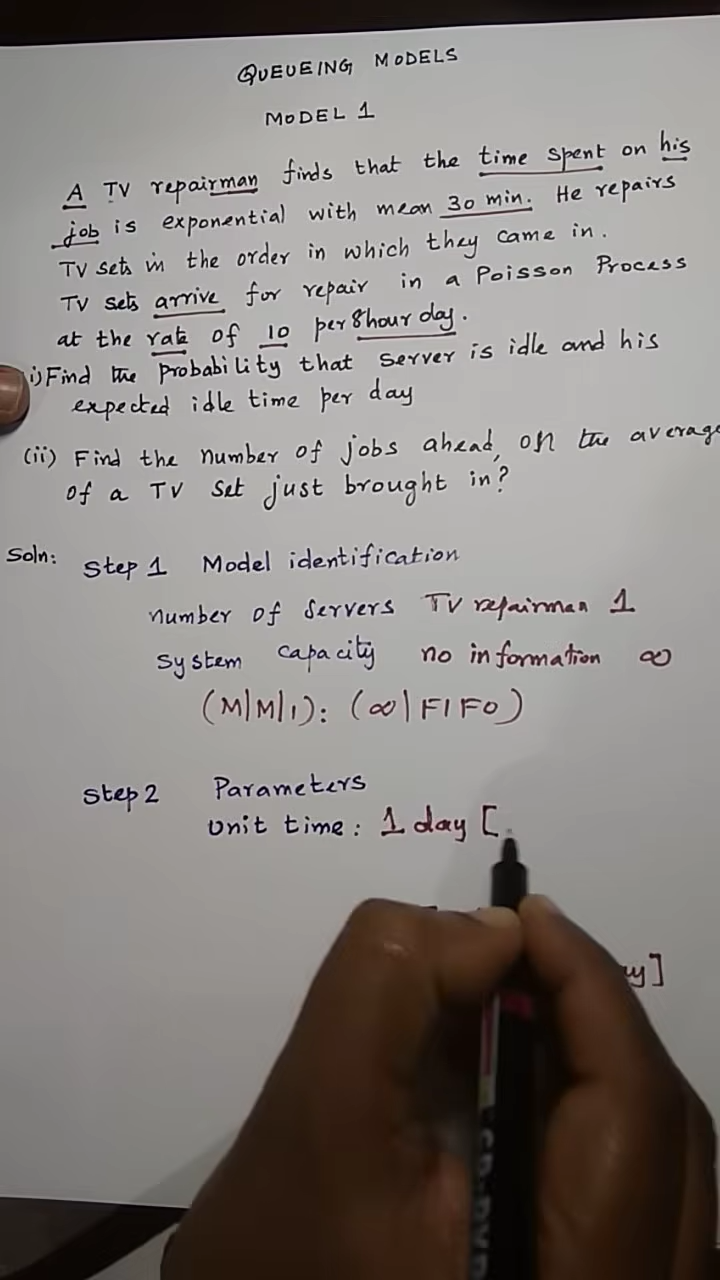 QUEUEING MODELS
MODEL 1
A TV repairman finds that the time spent on his
job is exponential with mean 30 min. He repairs
TV sets in the order in which they came in.
TV sets arrive for repair in a Poisson Process
at the rate of 10 per 8 hour day.
i) Find the probability that server is idle and his
expected idle time per day
(ii) Find the number of jobs ahead, on the average
of a TV set just brought in?
Soln: Step 1 Model identification
number of servers TV repairman 1
system capacity no information ∞
(M|M|1): (∞|FIFO)
Step 2 Parameters
Unit time: 1 day [
]